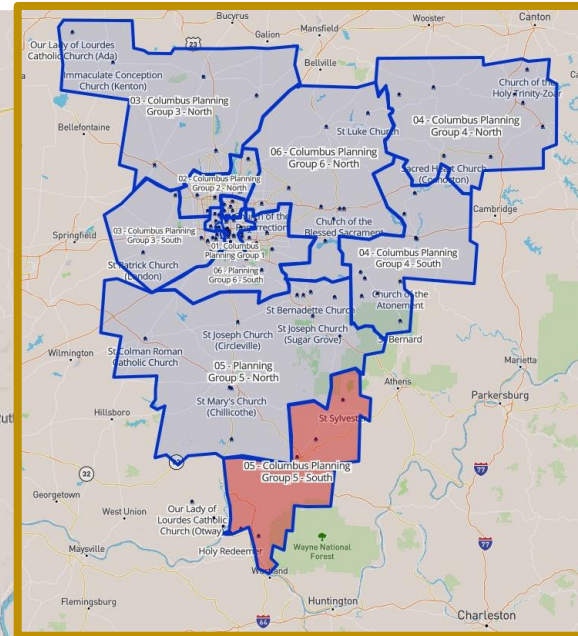 Bucyrus
Mansfield
Wooster
Canton
Galion
23
Our Lady of Lourdes
Catholic Church (Ada)
Bellville
Immaculate Conception
Church (Kenton)
Church of the
Holy Trinity-Zoar
03 - Columbus Planning
Group 3 - North
04 - Columbus Planning
Group 4 - North
Bellefontaine
St Luke Church
06 - Columbus Planning
Group 6 - North
Sacred Heart Church
02 - Columbus Planning
Group 2 - North
Cambridge
Springfield
03 - Columbus Planning
Group 3 - South
Church of the
Church of the
Blessed Sacrament
01 - Columbus
Planning Group 1
St Patrick Church
(London)
04 - Columbus Planning
Group 4 - South
06 - Planning
Group 6 - South
Church of the
Atonement
St Bernadette Church
St Joseph Church
(Circleville)
St Joseph Church
(Sugar Grove)
St Bernard
Wilmington
St Colman Roman
Catholic Church
Marietta
05 - Planning
Group 5 - North
Athens
Parkersburg
Hillsboro
St Mary's Church
(Chillicothe)
St Sylvester
77
32
05 - Columbus Planning
Group 5 - South
Georgetown
West Union
Our Lady of
Lourdes Catholic
Church (Otway)
77
Maysville
Holy Redeemer
Wayne National
Forest
Flemingsburg
Huntington
64
Charleston